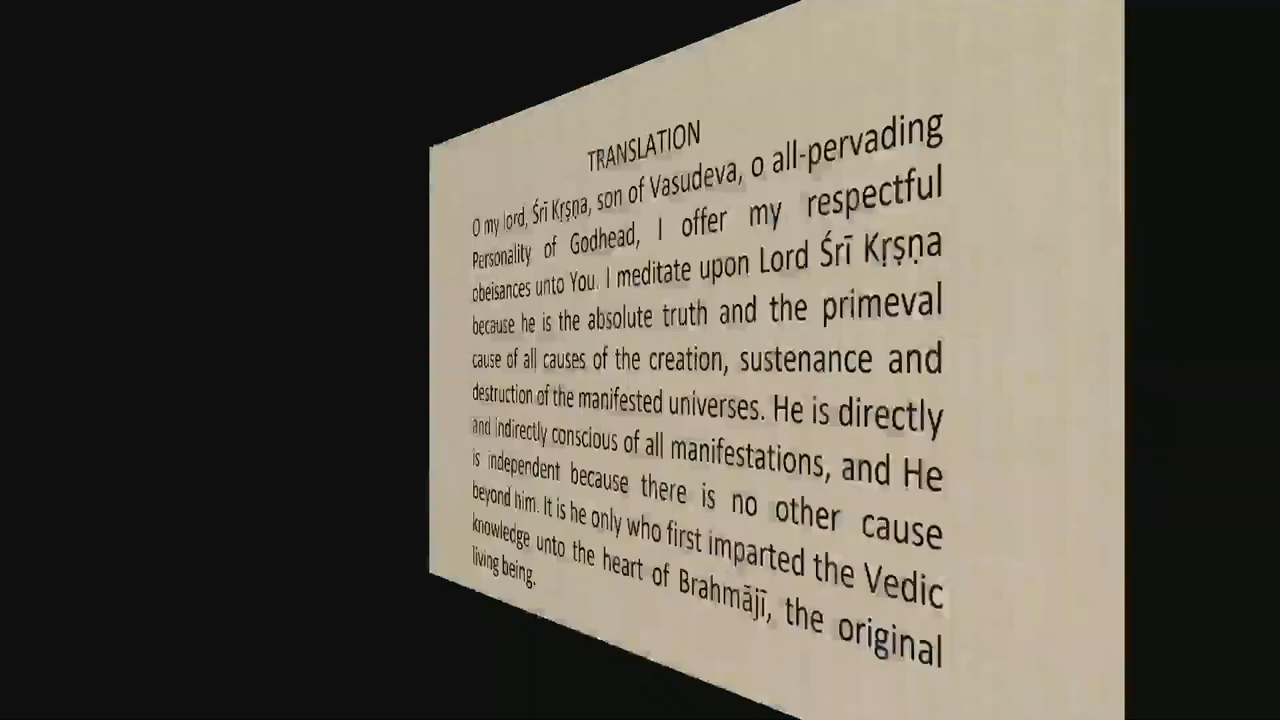 TRANSLATION
O my lord, Śrī Kṛṣṇa, son of Vasudeva, o all-pervading
Personality of Godhead, I offer my respectful
obeisances unto You. I meditate upon Lord Śrī Kṛṣṇa
because he is the absolute truth and the primeval
cause of all causes of the creation, sustenance and
destruction of the manifested universes. He is directly
and indirectly conscious of all manifestations, and He
is independent because there is no other cause
beyond him. It is he only who first imparted the Vedic
knowledge unto the heart of Brahmājī, the original
living being.